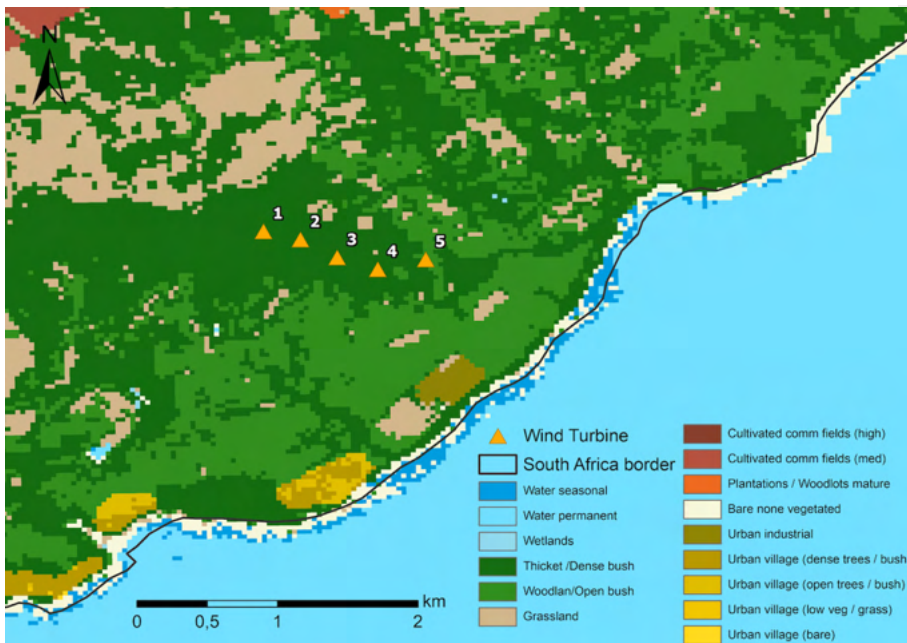 N
1
2
3
4
5
Wind Turbine
South Africa border
Water seasonal
Water permanent
Wetlands
Thicket /Dense bush
Woodlan/Open bush
Grassland
Cultivated comm fields (high)
Cultivated comm fields (med)
Plantations / Woodlots mature
Bare none vegetated
Urban industrial
Urban village (dense trees / bush
Urban village (open trees / bush)
Urban village (low veg / grass)
Urban village (bare)
km
0 0,5 1 2